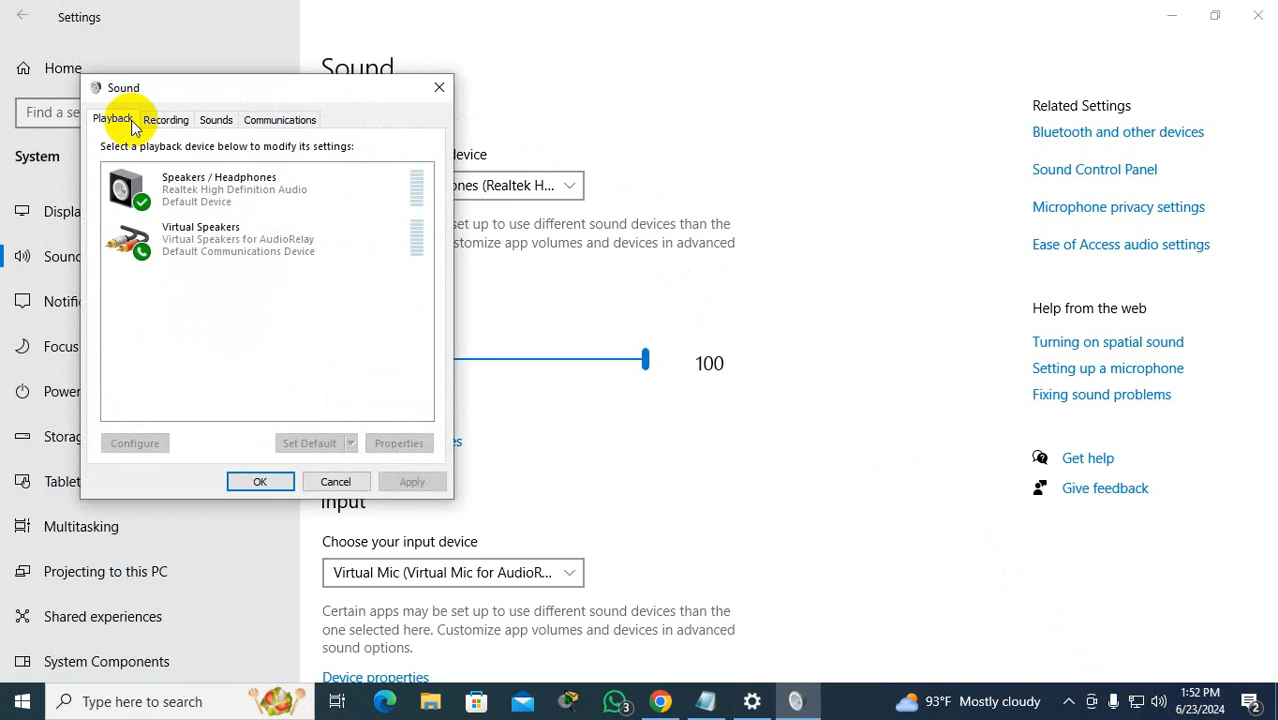 Settings
Home
Find a se
System
Displa
Sound
Notifi
Focus
Power
Storag
Tablet
Multitasking
Projecting to this PC
Shared experiences
System Components
Sound
Playback
Recording
Sounds
Communications
Select a playback device below to modify its settings:
Speakers / Headphones
Realtek High Definition Audio
Default Device
Virtual Speakers
Virtual Speakers for AudioRelay
Default Communications Device
Configure
Set Default
Properties
OK
Cancel
Apply
Sound
device
ones (Realtek H...
set up to use different sound devices than the
ustomize app volumes and devices in advanced
100
es
Input
Choose your input device
Virtual Mic (Virtual Mic for AudioR...
Certain apps may be set up to use different sound devices than the
one selected here. Customize app volumes and devices in advanced
sound options.
Device properties
Related Settings
Bluetooth and other devices
Sound Control Panel
Microphone privacy settings
Ease of Access audio settings
Help from the web
Turning on spatial sound
Setting up a microphone
Fixing sound problems
Get help
Give feedback
Type here to search
3
93°F Mostly cloudy
1:52 PM
6/23/2024
2